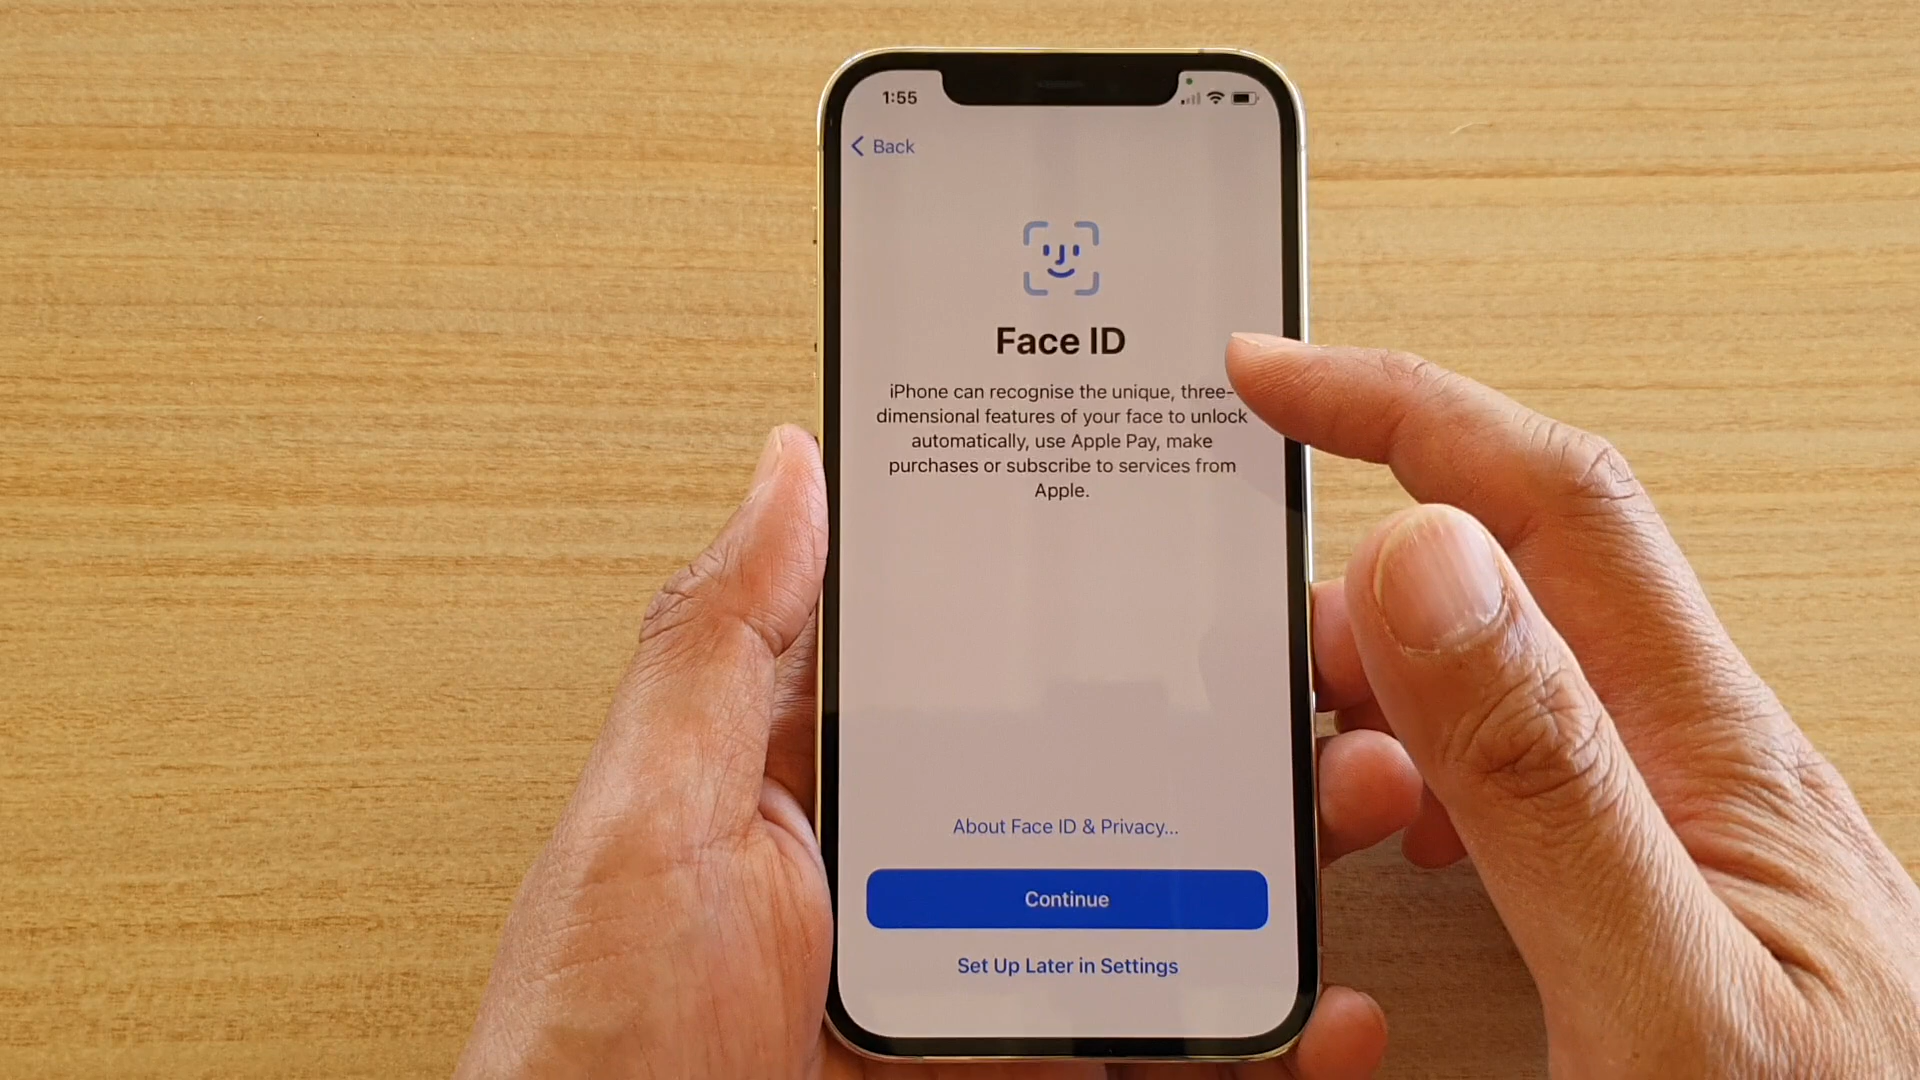 1:55
Back
Face ID
iPhone can recognise the unique, three-
dimensional features of your face to unlock
automatically, use Apple Pay, make
purchases or subscribe to services from
Apple.
About Face ID & Privacy...
Continue
Set Up Later in Settings